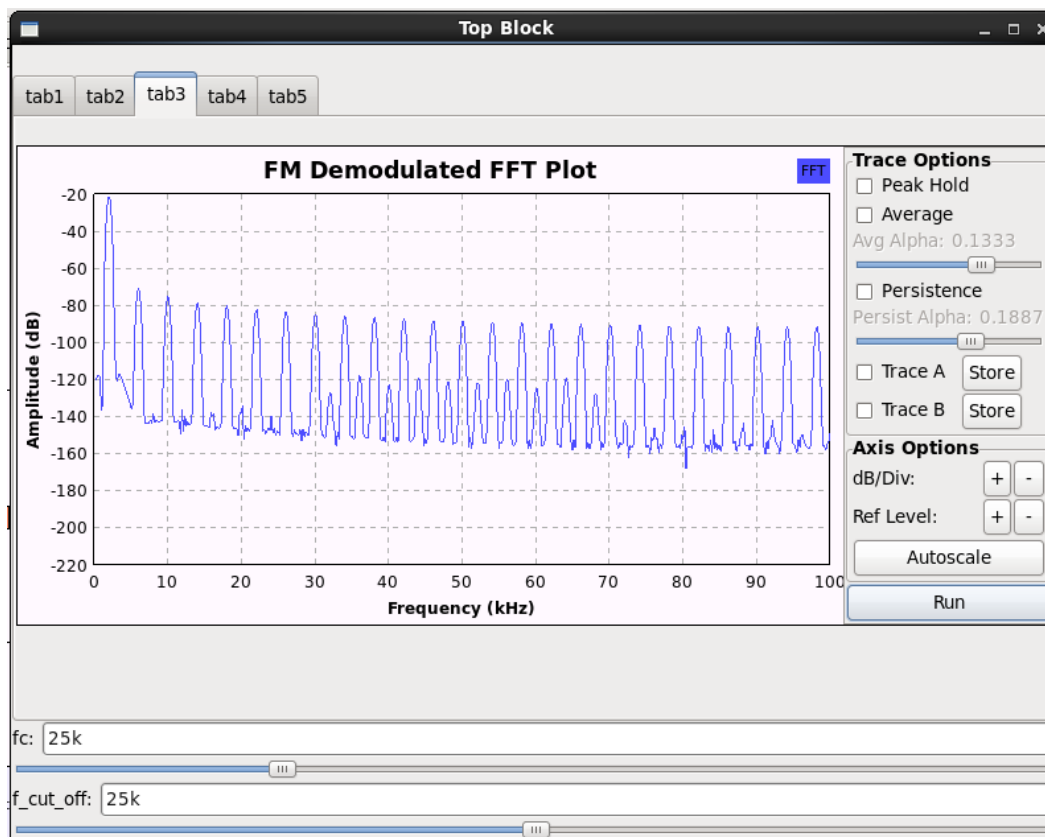 Top Block
tab1 tab2 tab3 tab4 tab5
FM Demodulated FFT Plot
FFT
-20
-40
-60
-80
-100
-120
-140
-160
-180
-200
-220
Amplitude (dB)
0 10 20 30 40 50 60 70 80 90 100
Frequency (kHz)
Trace Options
Peak Hold
Average
Avg Alpha: 0.1333
Persistence
Persist Alpha: 0.1887
Trace A Store
Trace B Store
Axis Options
dB/Div: + -
Ref Level: + -
Autoscale
Run
fc: 25k
f_cut_off: 25k